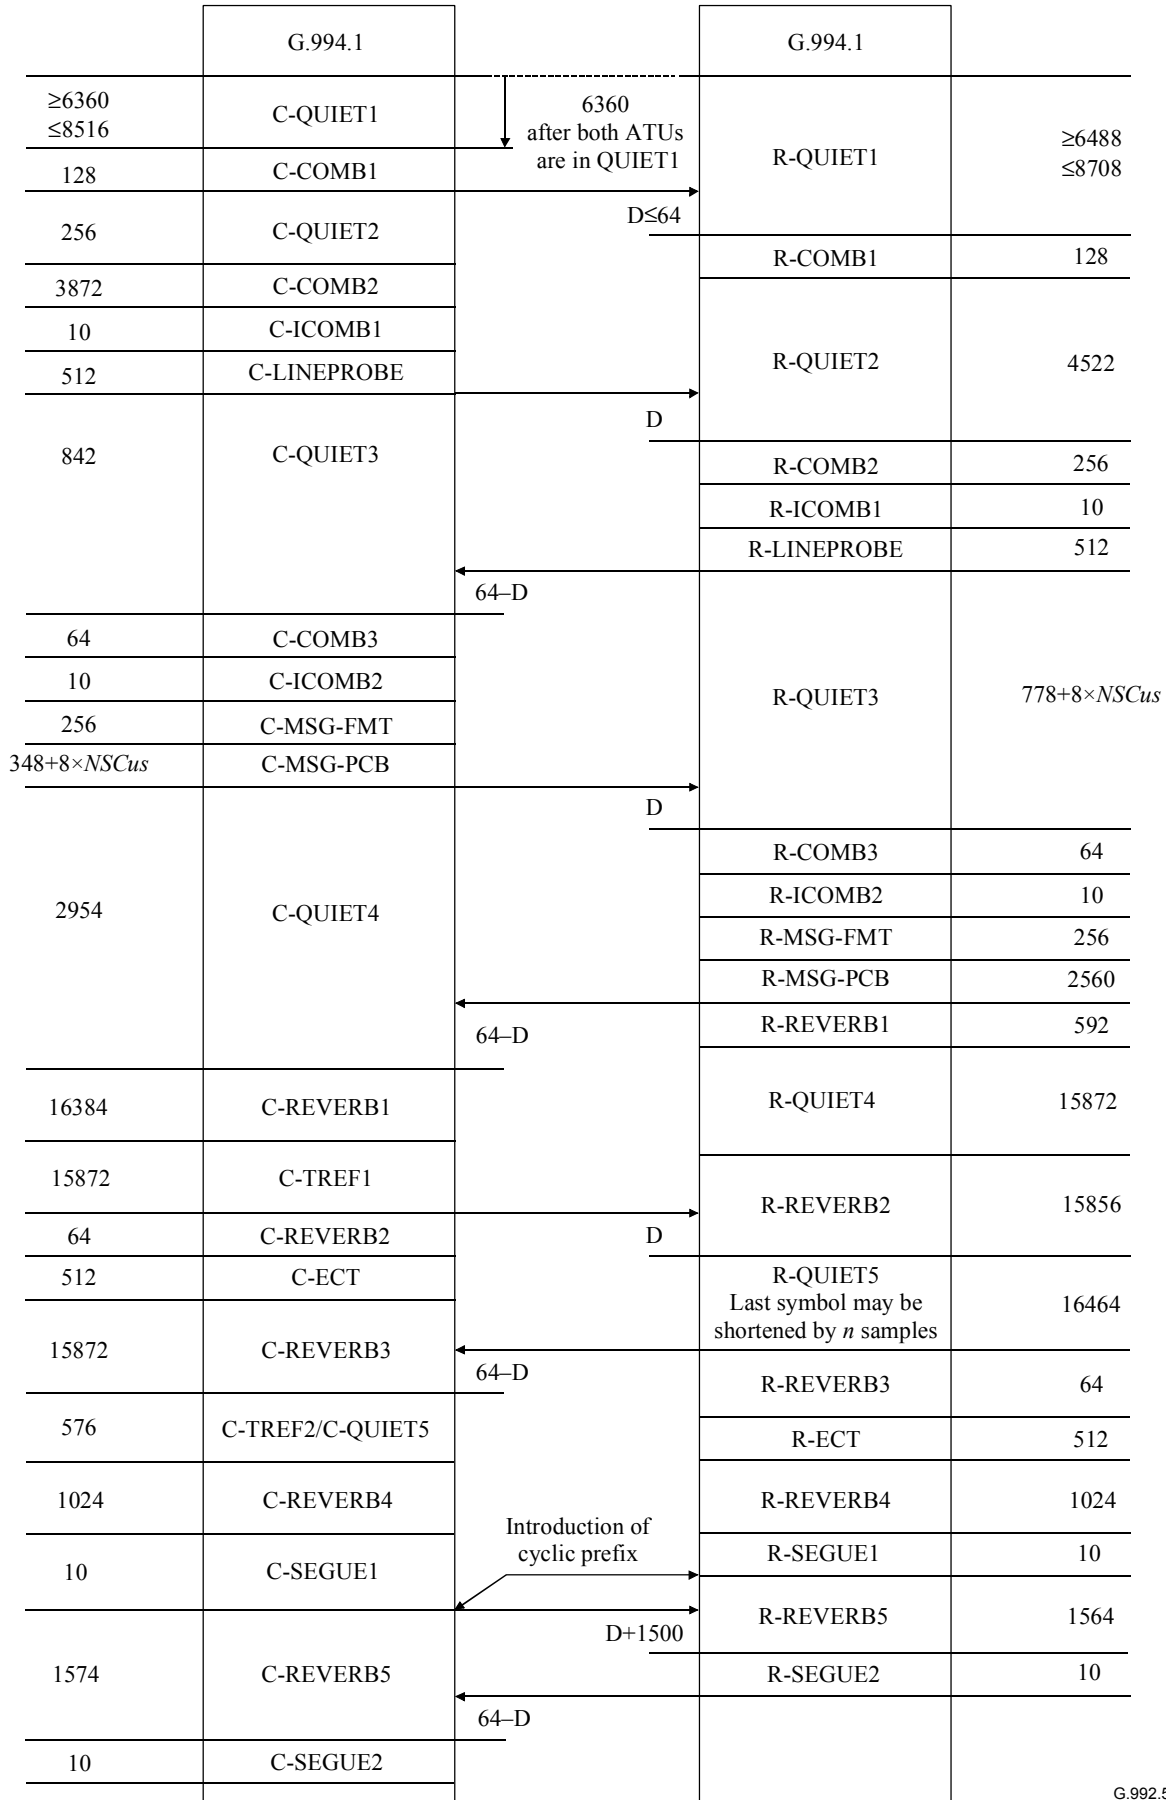 G.994.1 G.994.1
≥6360
≤8516
C-QUIET1
6360
after both ATUs
are in QUIET1
R-QUIET1
≥6488
≤8708
128 C-COMB1
D≤64
256 C-QUIET2
R-COMB1 128
3872 C-COMB2
10 C-ICOMB1
R-QUIET2 4522
512 C-LINEPROBE
D
842 C-QUIET3
R-COMB2 256
R-ICOMB1 10
R-LINEPROBE 512
64–D
64 C-COMB3
10 C-ICOMB2
R-QUIET3 778+8×NSCus
256 C-MSG-FMT
348+8×NSCus C-MSG-PCB
D
R-COMB3 64
R-ICOMB2 10
2954 C-QUIET4
R-MSG-FMT 256
R-MSG-PCB 2560
R-REVERB1 592
64–D
16384 C-REVERB1
R-QUIET4 15872
15872 C-TREF1
R-REVERB2 15856
64 C-REVERB2
D
512 C-ECT
R-QUIET5
Last symbol may be
shortened by n samples
16464
15872 C-REVERB3
64–D
R-REVERB3 64
576 C-TREF2/C-QUIET5
R-ECT 512
1024 C-REVERB4
R-REVERB4 1024
Introduction of
cyclic prefix
R-SEGUE1 10
10 C-SEGUE1
R-REVERB5 1564
D+1500
1574 C-REVERB5
R-SEGUE2 10
64–D
10 C-SEGUE2
G.992.5